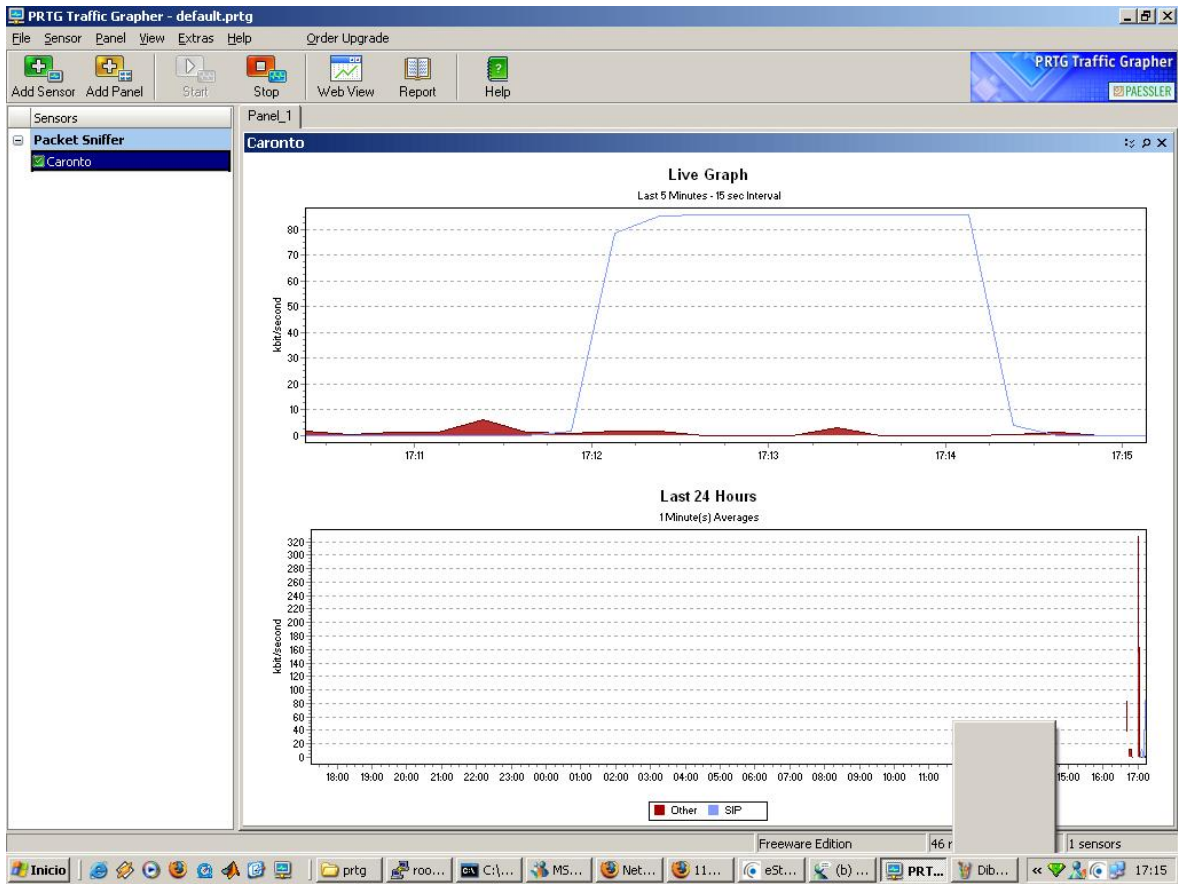 PRTG Traffic Grapher - default.prtg
File Sensor Panel View Extras Help Order Upgrade
Add Sensor Add Panel Start Stop Web View Report Help
PRTG Traffic Grapher
PAESSLER
Sensors
Panel_1
Packet Sniffer
Caronto
Caronto
Live Graph
Last 5 Minutes - 15 sec Interval
80
70
60
50
40
30
20
10
0
kbit/second
17:11 17:12 17:13 17:14 17:15
Last 24 Hours
1 Minute(s) Averages
320
300
280
260
240
220
200
180
160
140
120
100
80
60
40
20
0
kbit/second
18:00 19:00 20:00 21:00 22:00 23:00 00:00 01:00 02:00 03:00 04:00 05:00 06:00 07:00 08:00 09:00 10:00 11:00 15:00 16:00 17:00
Other SIP
Freeware Edition 46 r 1 sensors
Inicio prtg roo... C:\... MS... Net... 11... eSt... (b) ... PRT... Dib... « 17:15